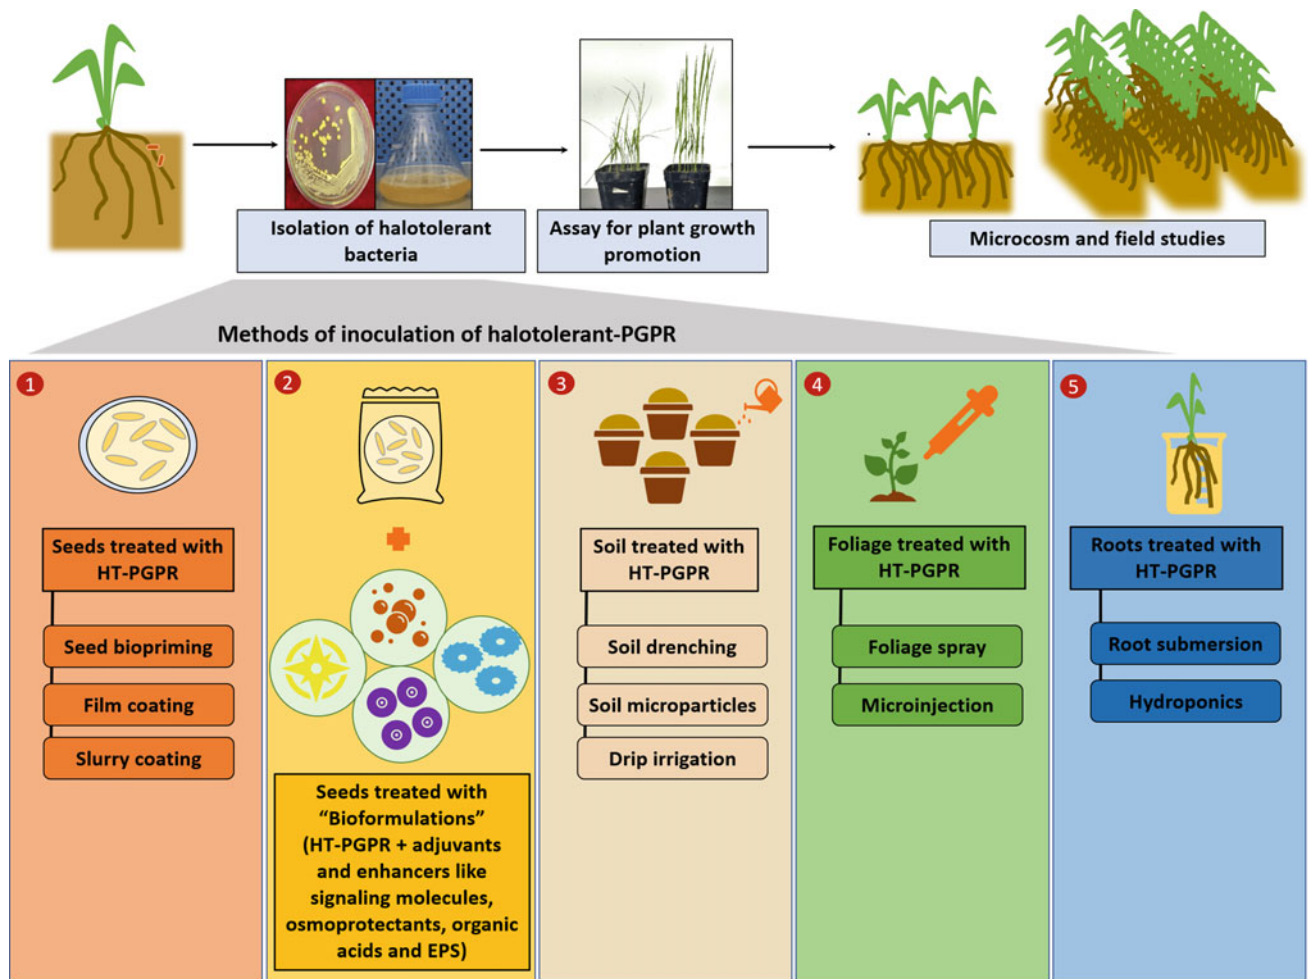 Isolation of halotolerant
bacteria
Assay for plant growth
promotion
Microcosm and field studies
Methods of inoculation of halotolerant-PGPR
1
Seeds treated with
HT-PGPR
Seed biopriming
Film coating
Slurry coating
2
Seeds treated with
“Bioformulations”
(HT-PGPR + adjuvants
and enhancers like
signaling molecules,
osmoprotectants, organic
acids and EPS)
3
Soil treated with
HT-PGPR
Soil drenching
Soil microparticles
Drip irrigation
4
Foliage treated with
HT-PGPR
Foliage spray
Microinjection
5
Roots treated with
HT-PGPR
Root submersion
Hydroponics